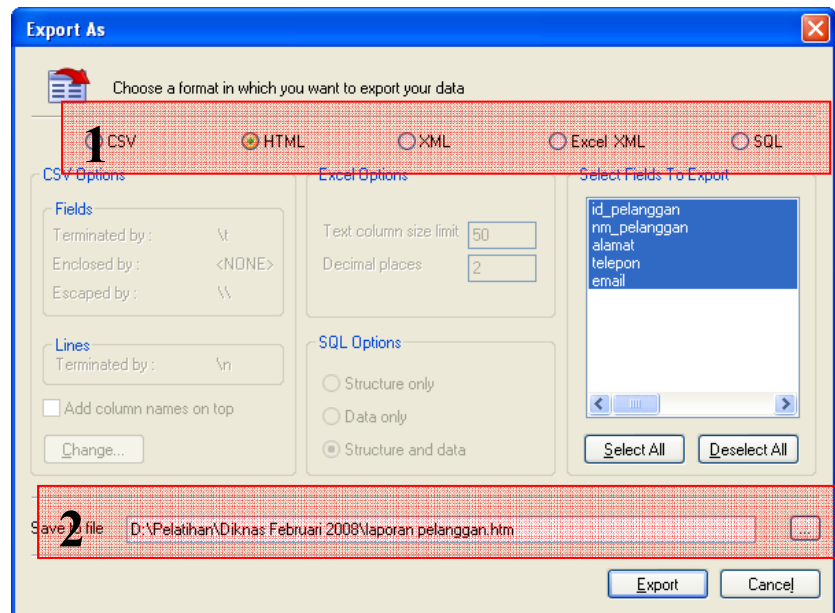 Export As
Choose a format in which you want to export your data
1
CSV HTML XML Excel XML SQL
CSV Options
Fields
Terminated by : \t
Enclosed by : <NONE>
Escaped by : \\
Lines
Terminated by : \n
Add column names on top
Change...
Excel Options
Text column size limit 50
Decimal places 2
SQL Options
Structure only
Data only
Structure and data
Select Fields To Export
id_pelanggan
nm_pelanggan
alamat
telepon
email
Select All Deselect All
2
Save to file D:\Pelatihan\Diknas Februari 2008\laporan pelanggan.htm ...
Export Cancel